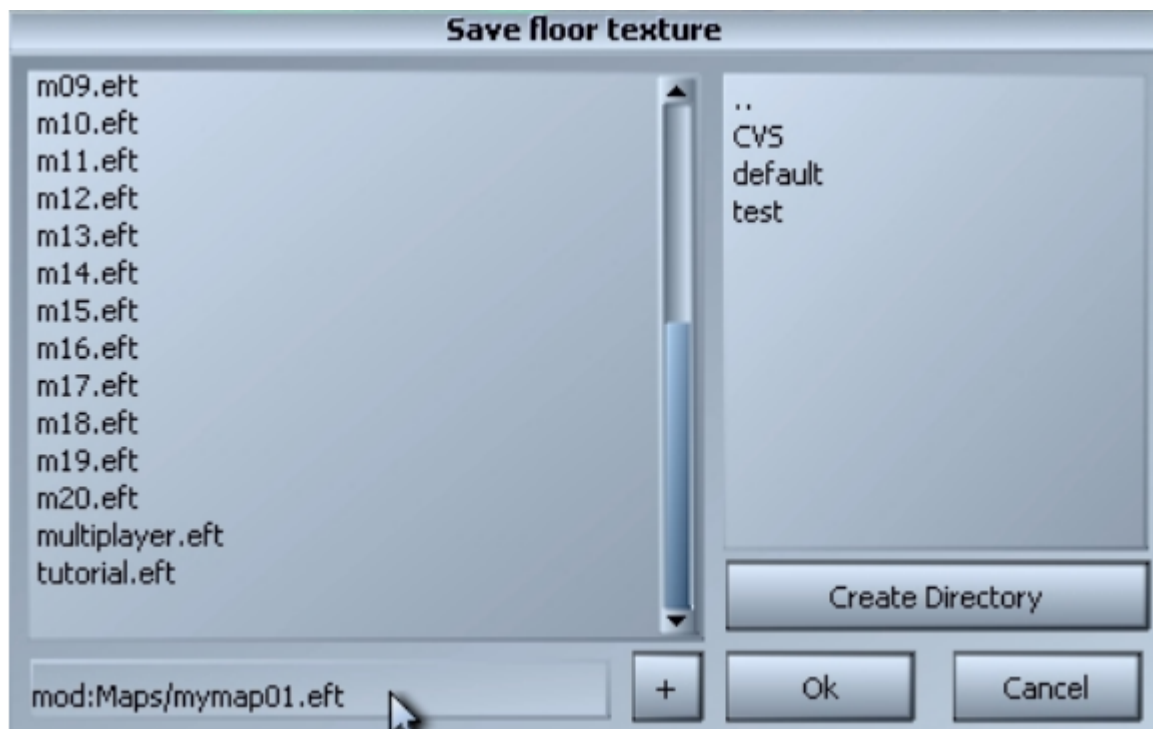 Save floor texture
m09.eft
m10.eft
m11.eft
m12.eft
m13.eft
m14.eft
m15.eft
m16.eft
m17.eft
m18.eft
m19.eft
m20.eft
multiplayer.eft
tutorial.eft
..
CVS
default
test
Create Directory
mod:Maps/mymap01.eft
+
Ok
Cancel